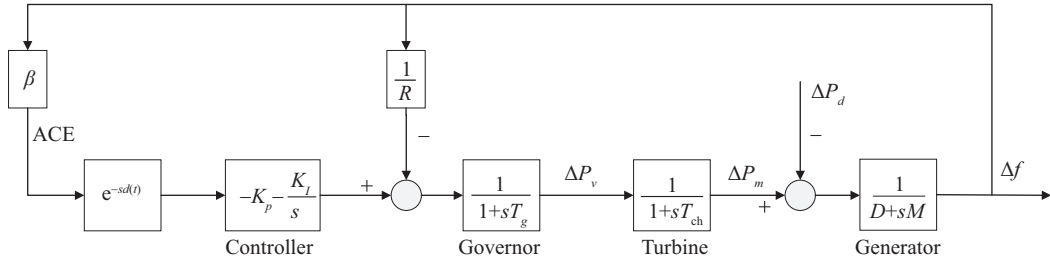 β
1
R
−
ΔP_d
−
ACE
e^{−sd(t)}
−K_p − K_I
s
+
1
1+sT_g
ΔP_v
1
1+sT_ch
ΔP_m
+
1
D+sM
Δf
Controller
Governor
Turbine
Generator